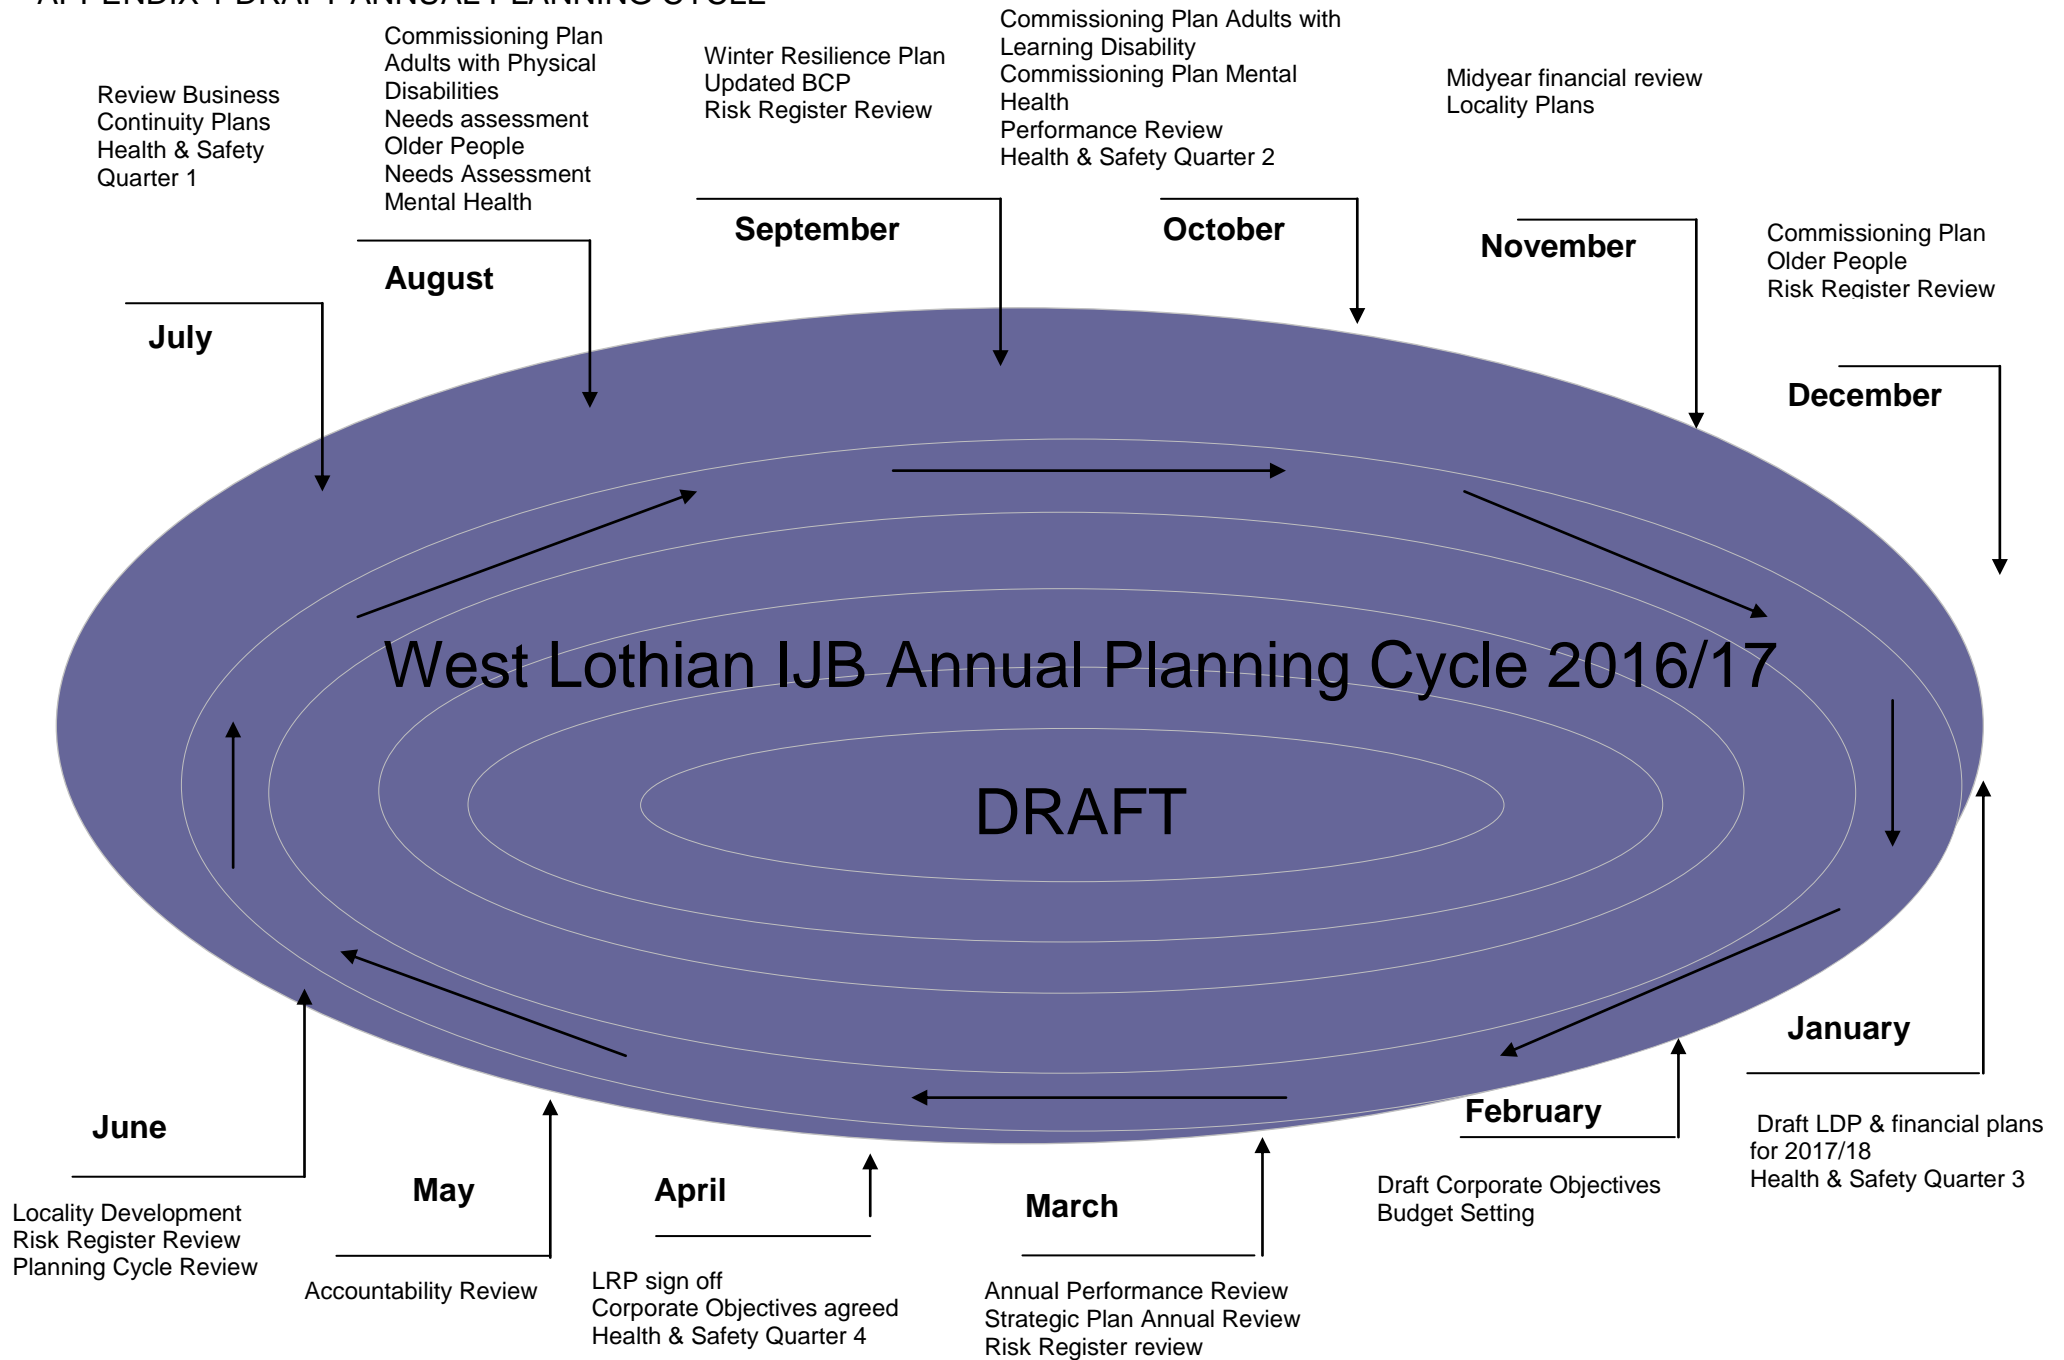 APPENDIX 1 DRAFT ANNUAL PLANNING CYCLE
Review Business
Continuity Plans
Health & Safety
Quarter 1
July
Commissioning Plan
Adults with Physical
Disabilities
Needs assessment
Older People
Needs Assessment
Mental Health
August
Winter Resilience Plan
Updated BCP
Risk Register Review
September
Commissioning Plan Adults with
Learning Disability
Commissioning Plan Mental
Health
Performance Review
Health & Safety Quarter 2
October
Midyear financial review
Locality Plans
November
Commissioning Plan
Older People
Risk Register Review
December
West Lothian IJB Annual Planning Cycle 2016/17
DRAFT
January
Draft LDP & financial plans
for 2017/18
Health & Safety Quarter 3
February
Draft Corporate Objectives
Budget Setting
March
Annual Performance Review
Strategic Plan Annual Review
Risk Register review
April
LRP sign off
Corporate Objectives agreed
Health & Safety Quarter 4
May
Accountability Review
June
Locality Development
Risk Register Review
Planning Cycle Review